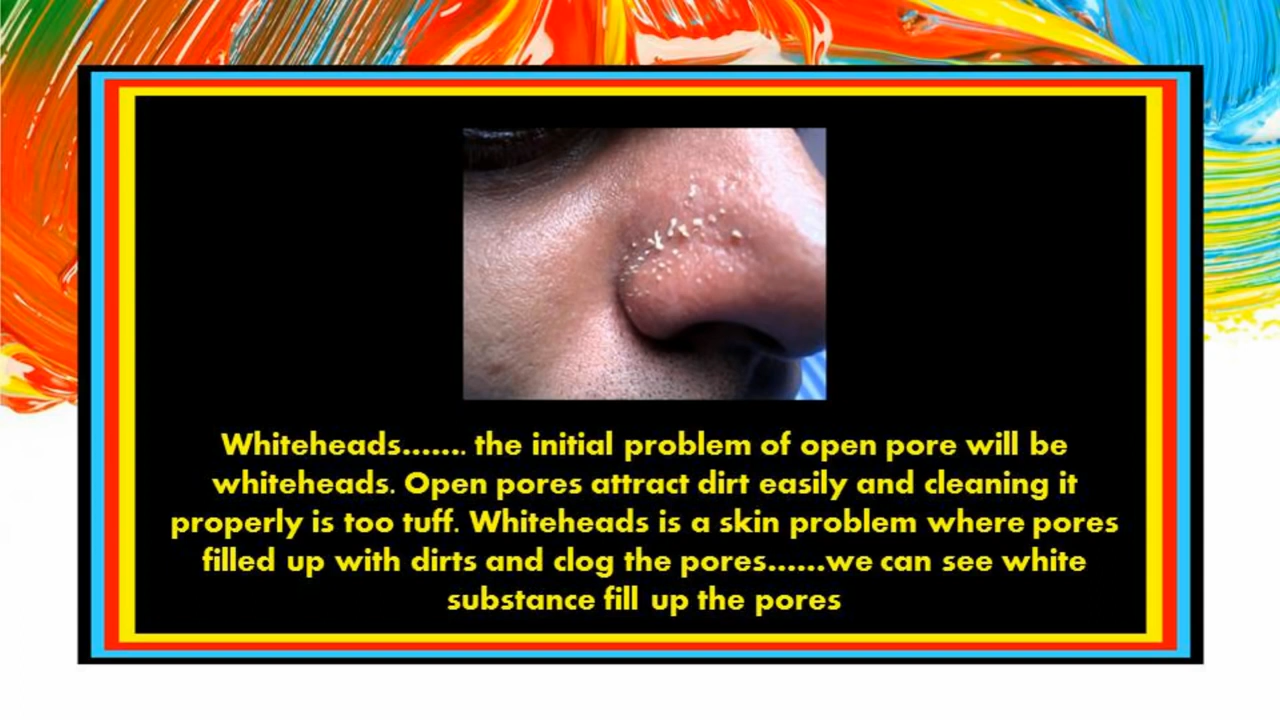 Whiteheads....... the initial problem of open pore will be
whiteheads. Open pores attract dirt easily and cleaning it
properly is too tuff. Whiteheads is a skin problem where pores
filled up with dirts and clog the pores......we can see white
substance fill up the pores